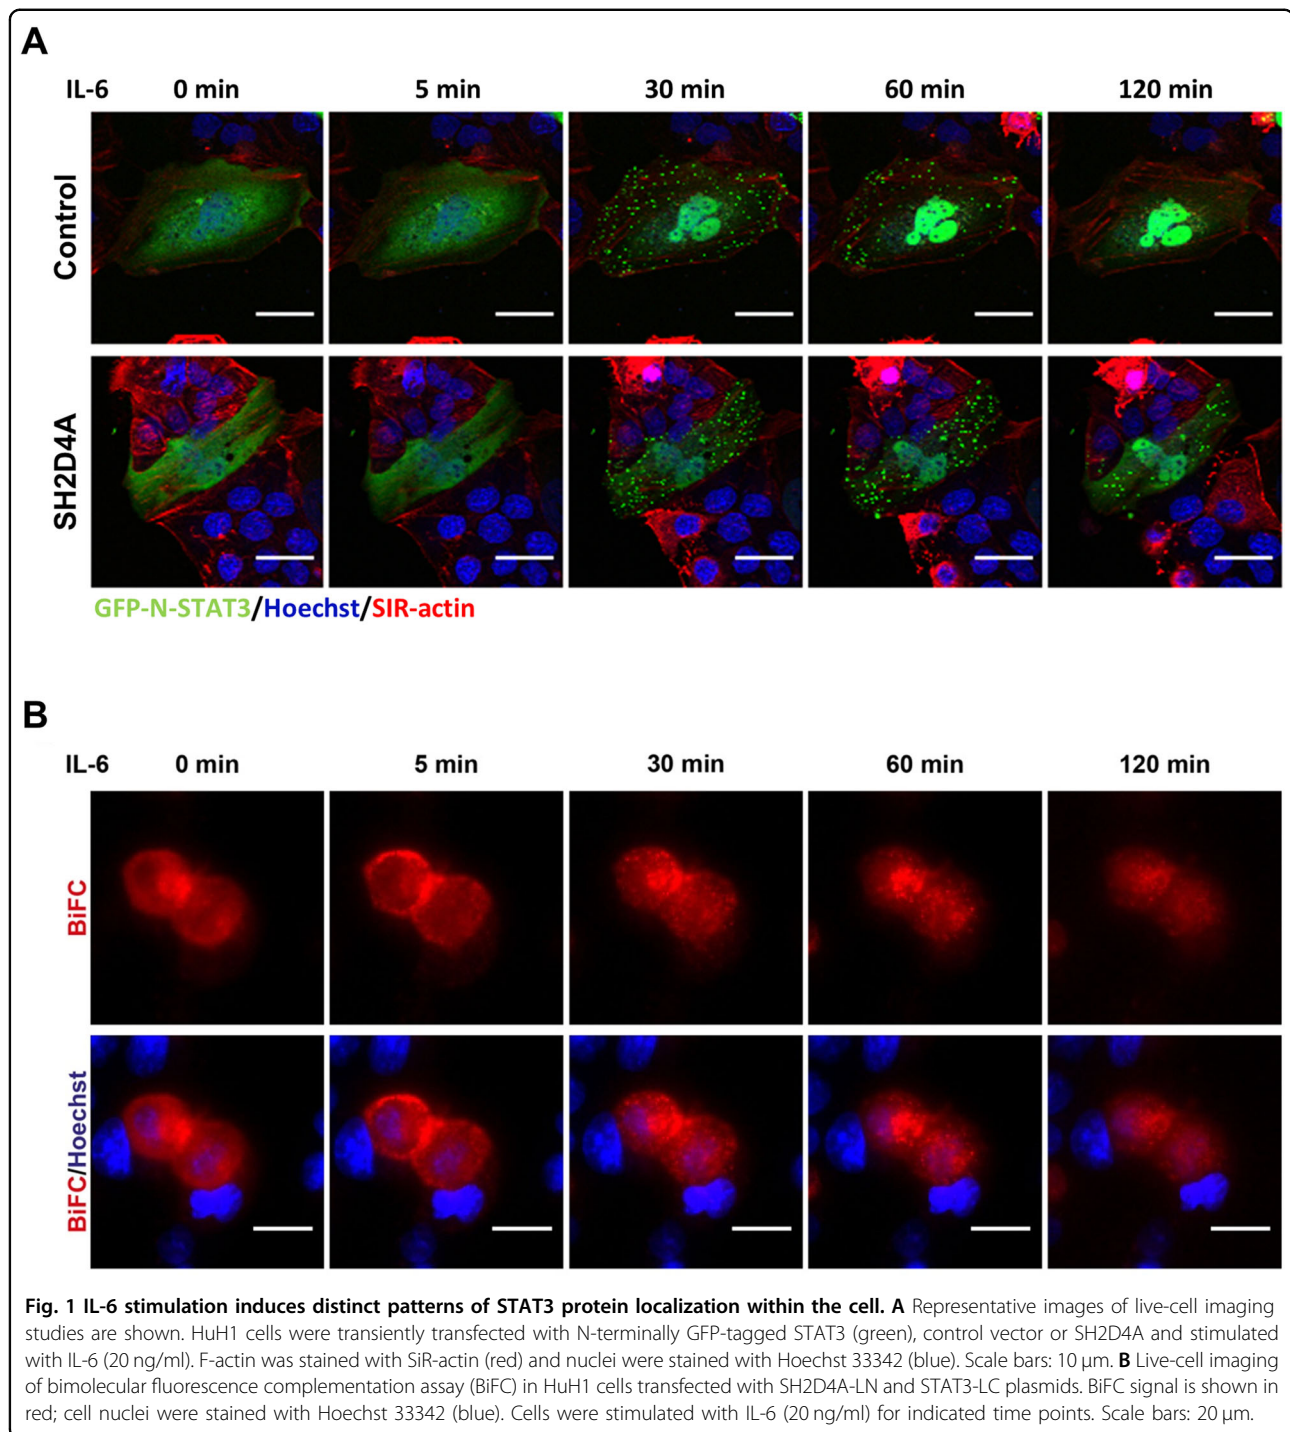 A
IL-6 0 min 5 min 30 min 60 min 120 min
Control
SH2D4A
GFP-N-STAT3/Hoechst/SIR-actin
B
IL-6 0 min 5 min 30 min 60 min 120 min
BiFC
BiFC/Hoechst
Fig. 1 IL-6 stimulation induces distinct patterns of STAT3 protein localization within the cell. A Representative images of live-cell imaging
studies are shown. HuH1 cells were transiently transfected with N-terminally GFP-tagged STAT3 (green), control vector or SH2D4A and stimulated
with IL-6 (20 ng/ml). F-actin was stained with SiR-actin (red) and nuclei were stained with Hoechst 33342 (blue). Scale bars: 10 µm. B Live-cell imaging
of bimolecular fluorescence complementation assay (BiFC) in HuH1 cells transfected with SH2D4A-LN and STAT3-LC plasmids. BiFC signal is shown in
red; cell nuclei were stained with Hoechst 33342 (blue). Cells were stimulated with IL-6 (20 ng/ml) for indicated time points. Scale bars: 20 µm.